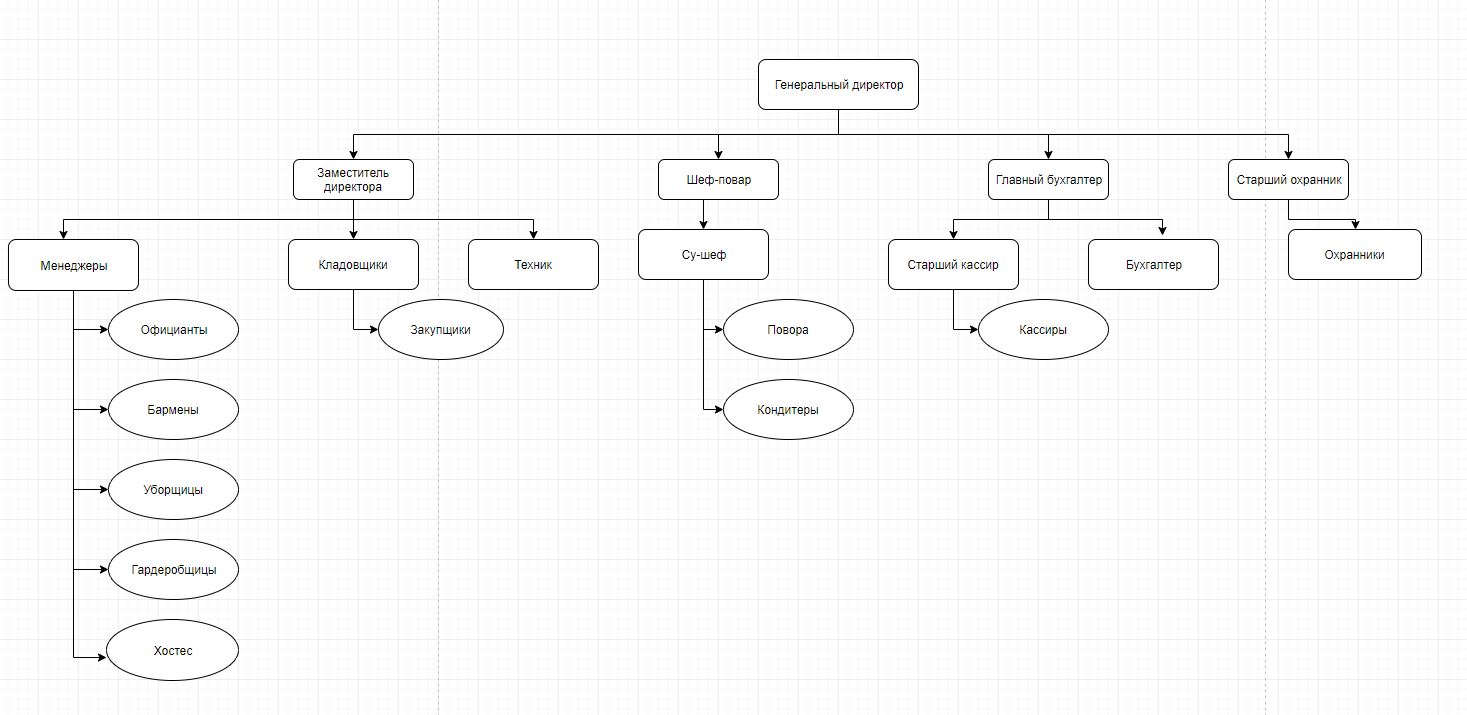 Генеральный директор
Заместитель
директора
Шеф-повар
Главный бухгалтер
Старший охранник
Менеджеры
Кладовщики
Техник
Су-шеф
Старший кассир
Бухгалтер
Охранники
Официанты
Закупщики
Повора
Кассиры
Бармены
Кондитеры
Уборщицы
Гардеробщицы
Хостес